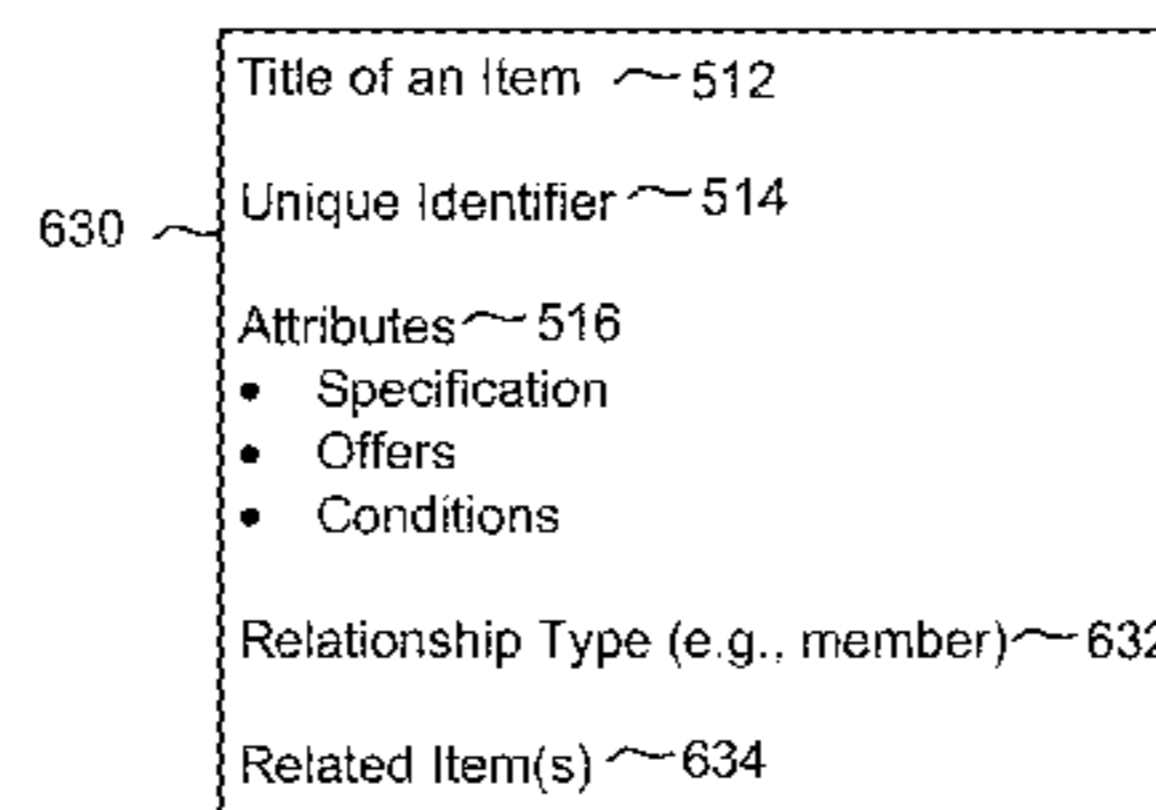 Title of an Item 512
Unique Identifier 514
630
Attributes 516
• Specification
• Offers
• Conditions
Relationship Type (e.g., member) 632
Related Item(s) 634